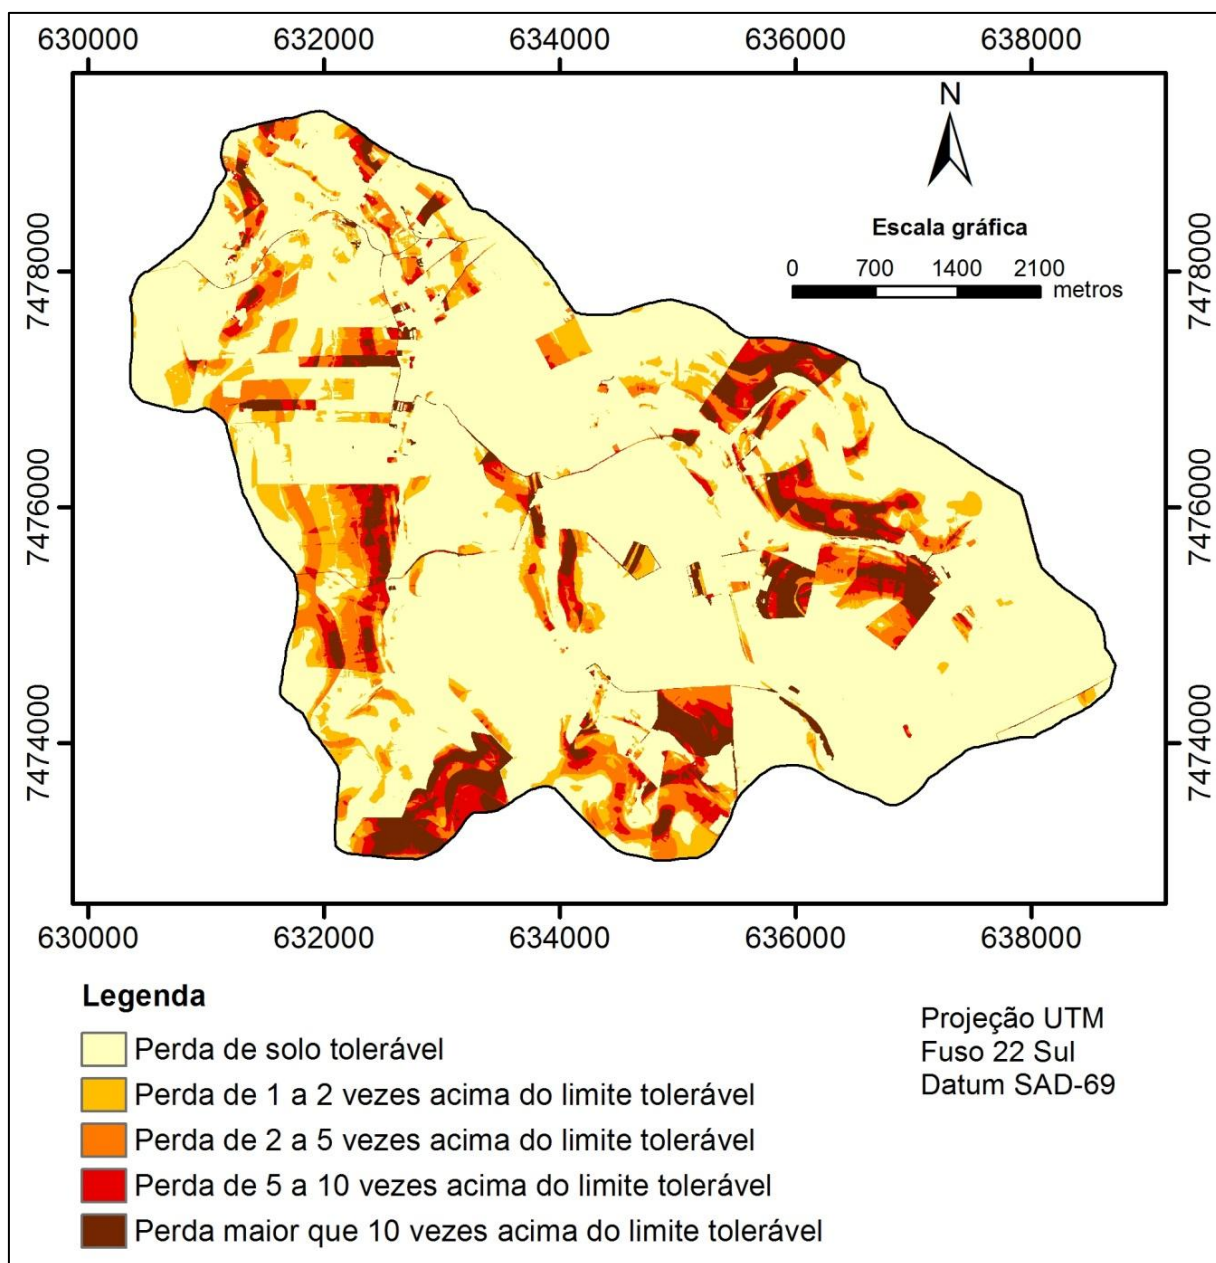 630000 632000 634000 636000 638000
N
Escala gráfica
0 700 1400 2100
metros
7478000 7478000
7476000 7476000
7474000 7474000
630000 632000 634000 636000 638000
Legenda
Perda de solo tolerável
Perda de 1 a 2 vezes acima do limite tolerável
Perda de 2 a 5 vezes acima do limite tolerável
Perda de 5 a 10 vezes acima do limite tolerável
Perda maior que 10 vezes acima do limite tolerável
Projeção UTM
Fuso 22 Sul
Datum SAD-69